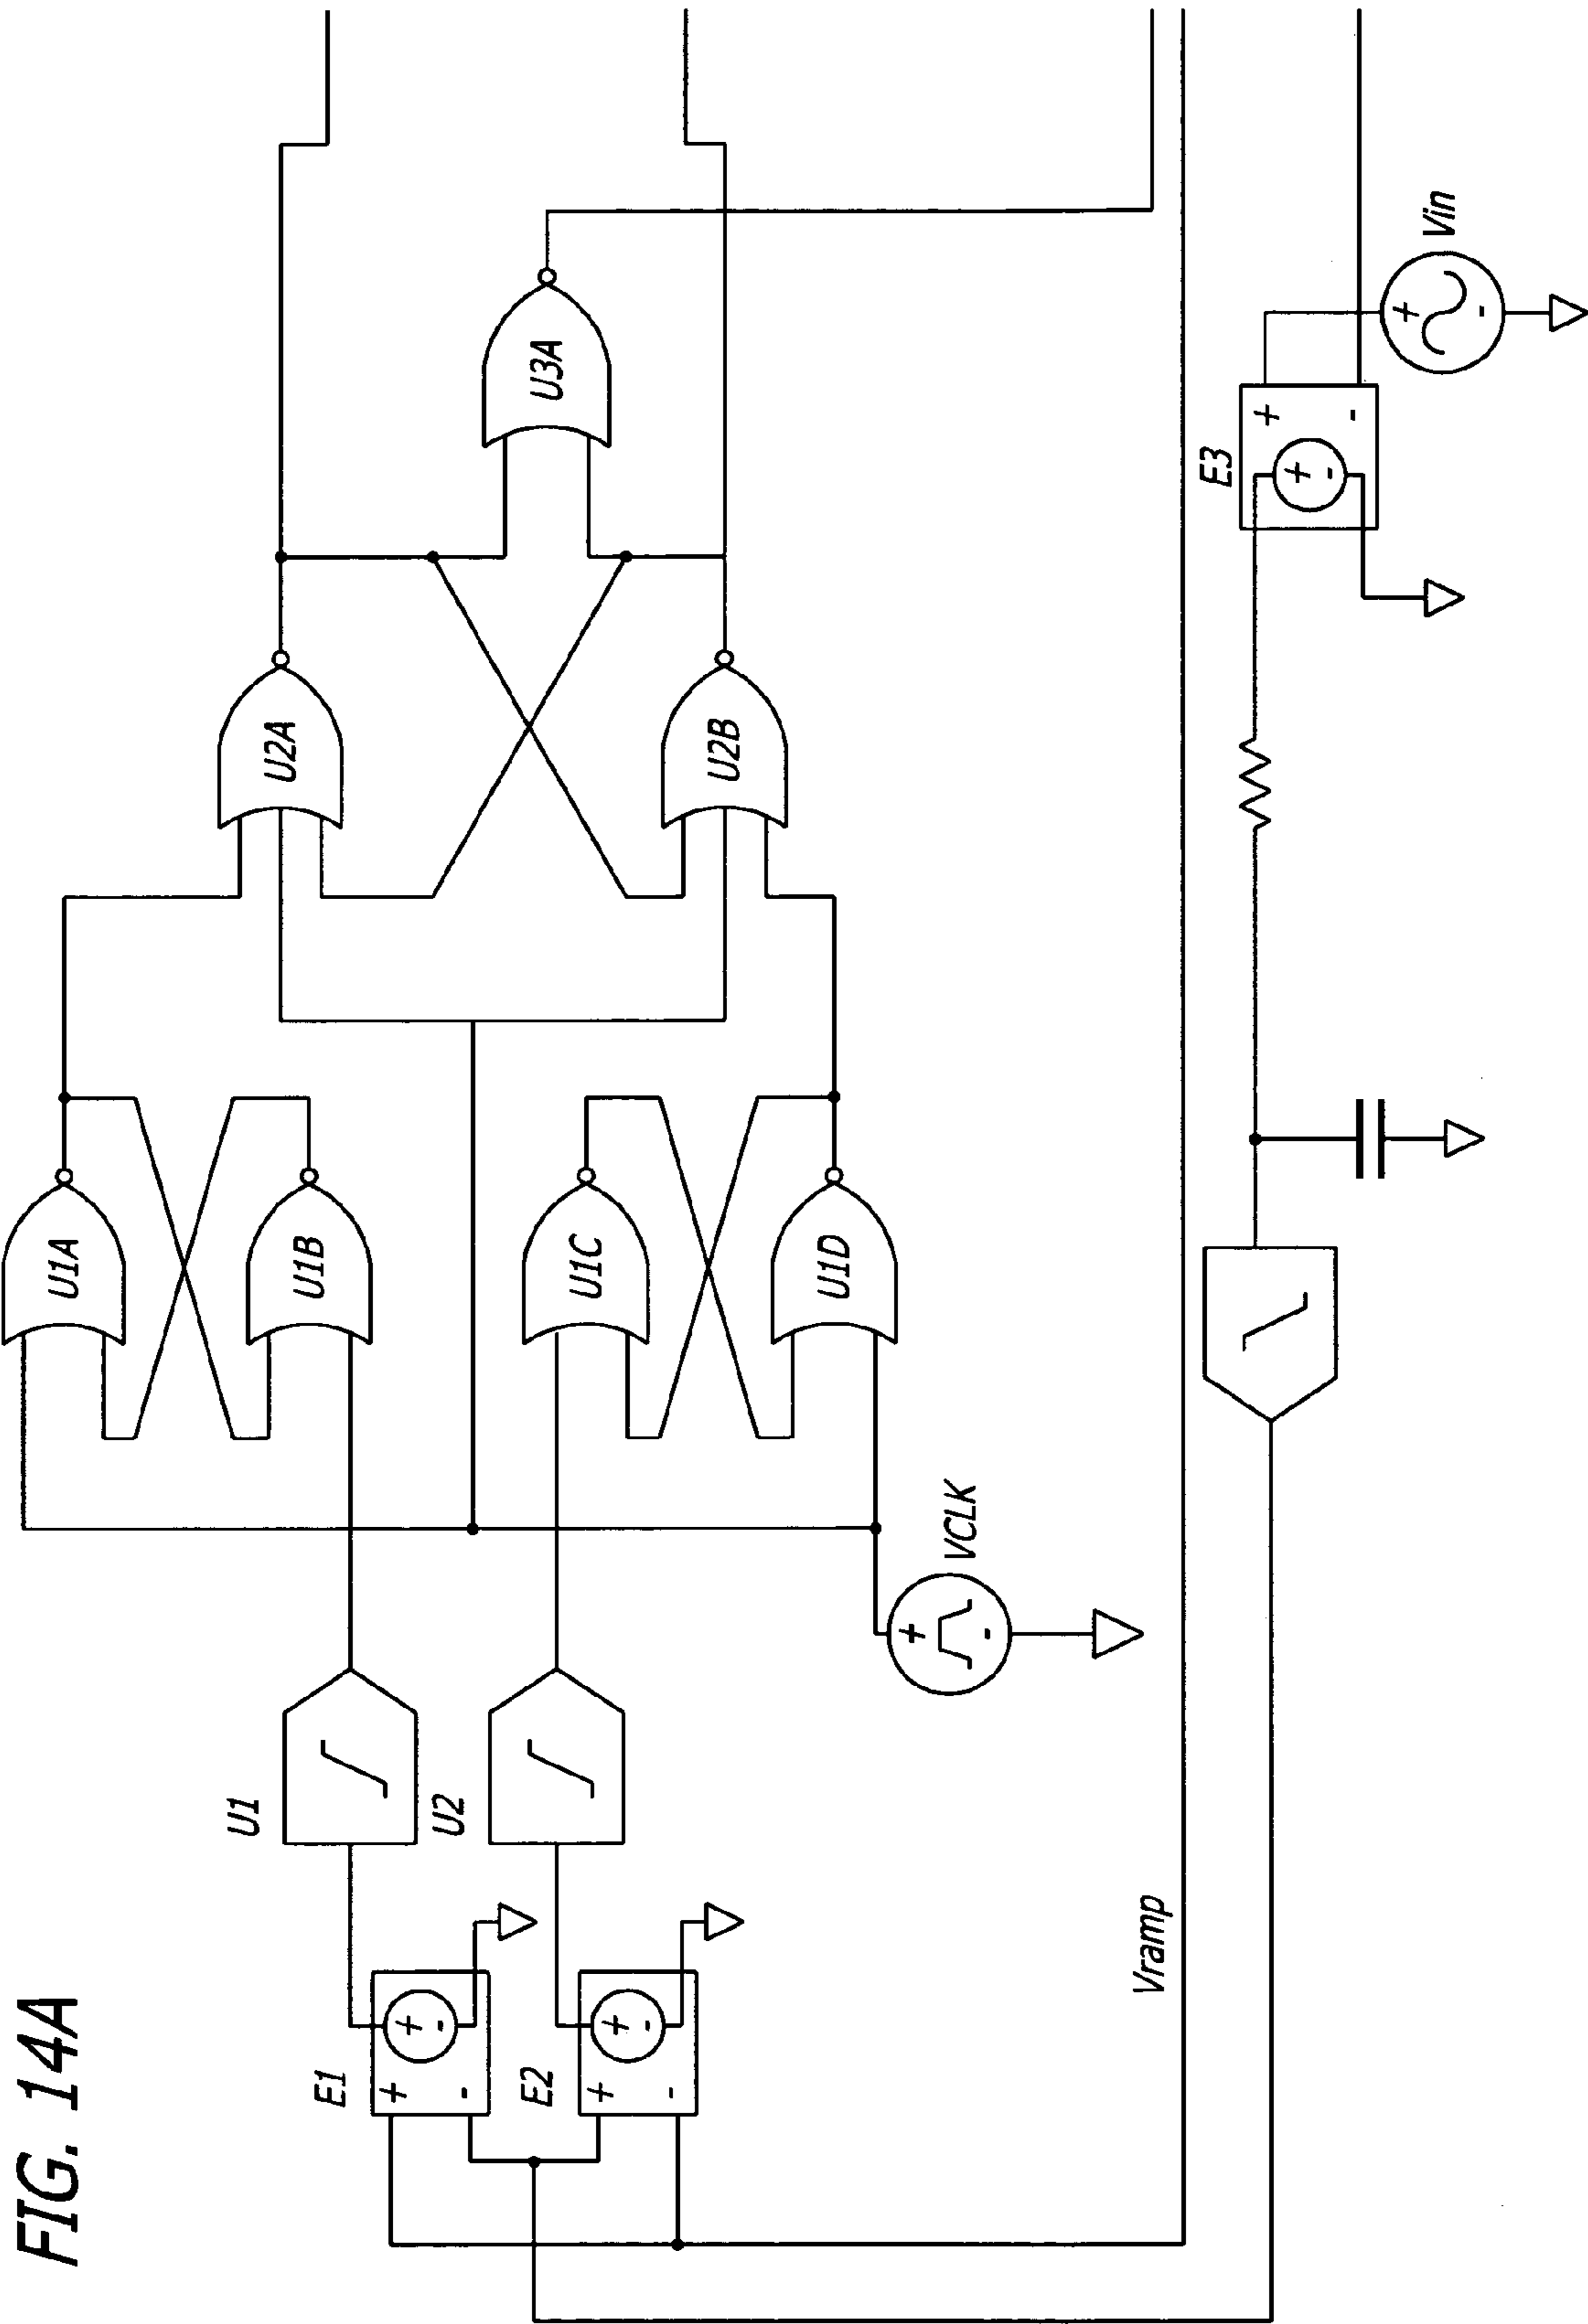 FIG. 14A
E1
+
-
+
-
U1
U1A
U1B
E2
+
-
+
-
U2
U1C
U1D
VCLK
+
-
U2A
U2B
U3A
Vramp
E3
+
-
+
-
Vin
+
-